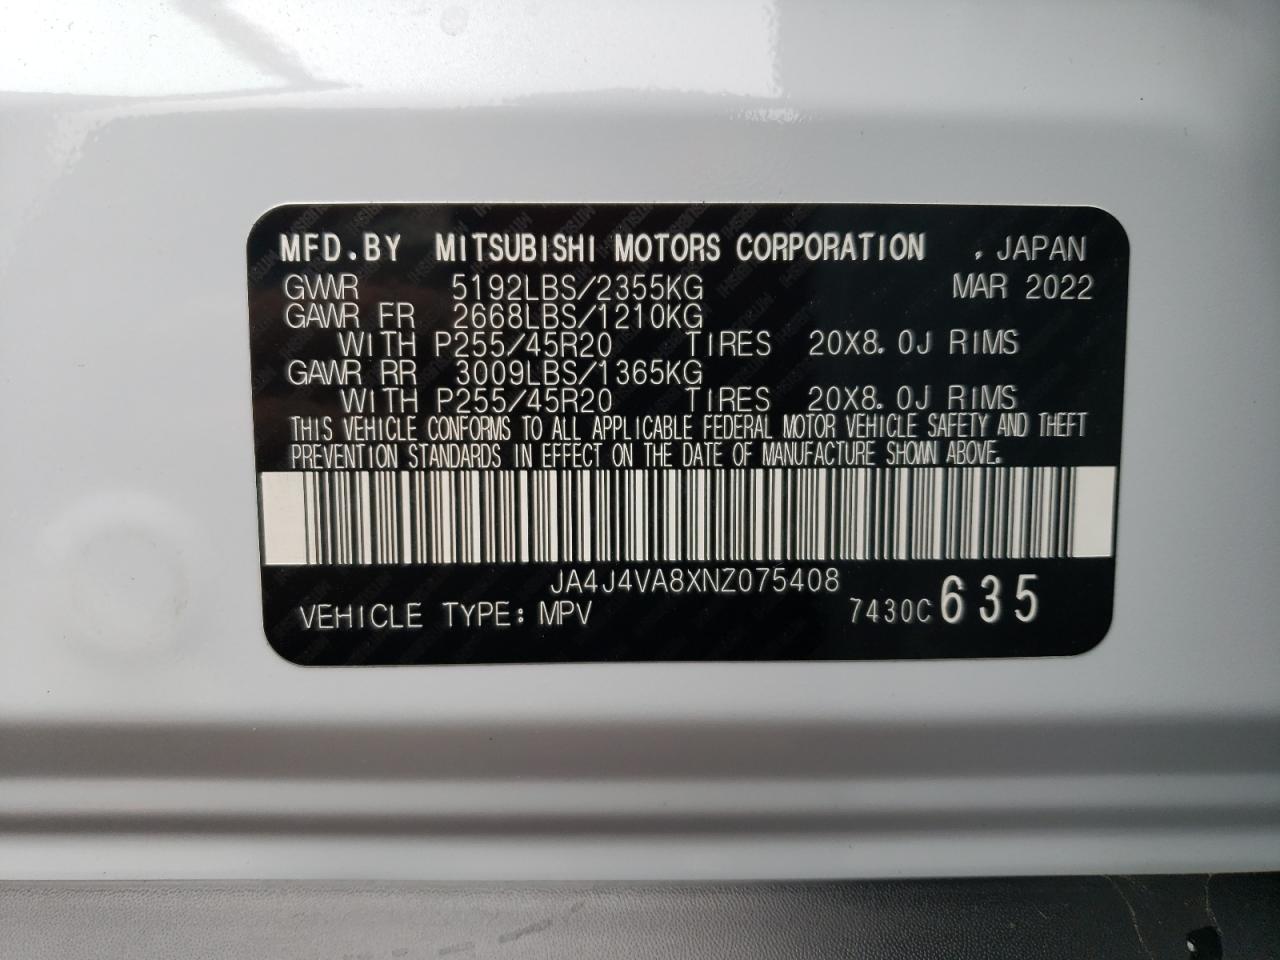 MFD.BY MITSUBISHI MOTORS CORPORATION , JAPAN
GVWR 5192LBS/2355KG MAR 2022
GAWR FR 2668LBS/1210KG
WITH P255/45R20 TIRES 20X8.0J RIMS
GAWR RR 3009LBS/1365KG
WITH P255/45R20 TIRES 20X8.0J RIMS
THIS VEHICLE CONFORMS TO ALL APPLICABLE FEDERAL MOTOR VEHICLE SAFETY AND THEFT
PREVENTION STANDARDS IN EFFECT ON THE DATE OF MANUFACTURE SHOWN ABOVE.
JA4J4VA8XNZ075408
VEHICLE TYPE: MPV 7430C 635